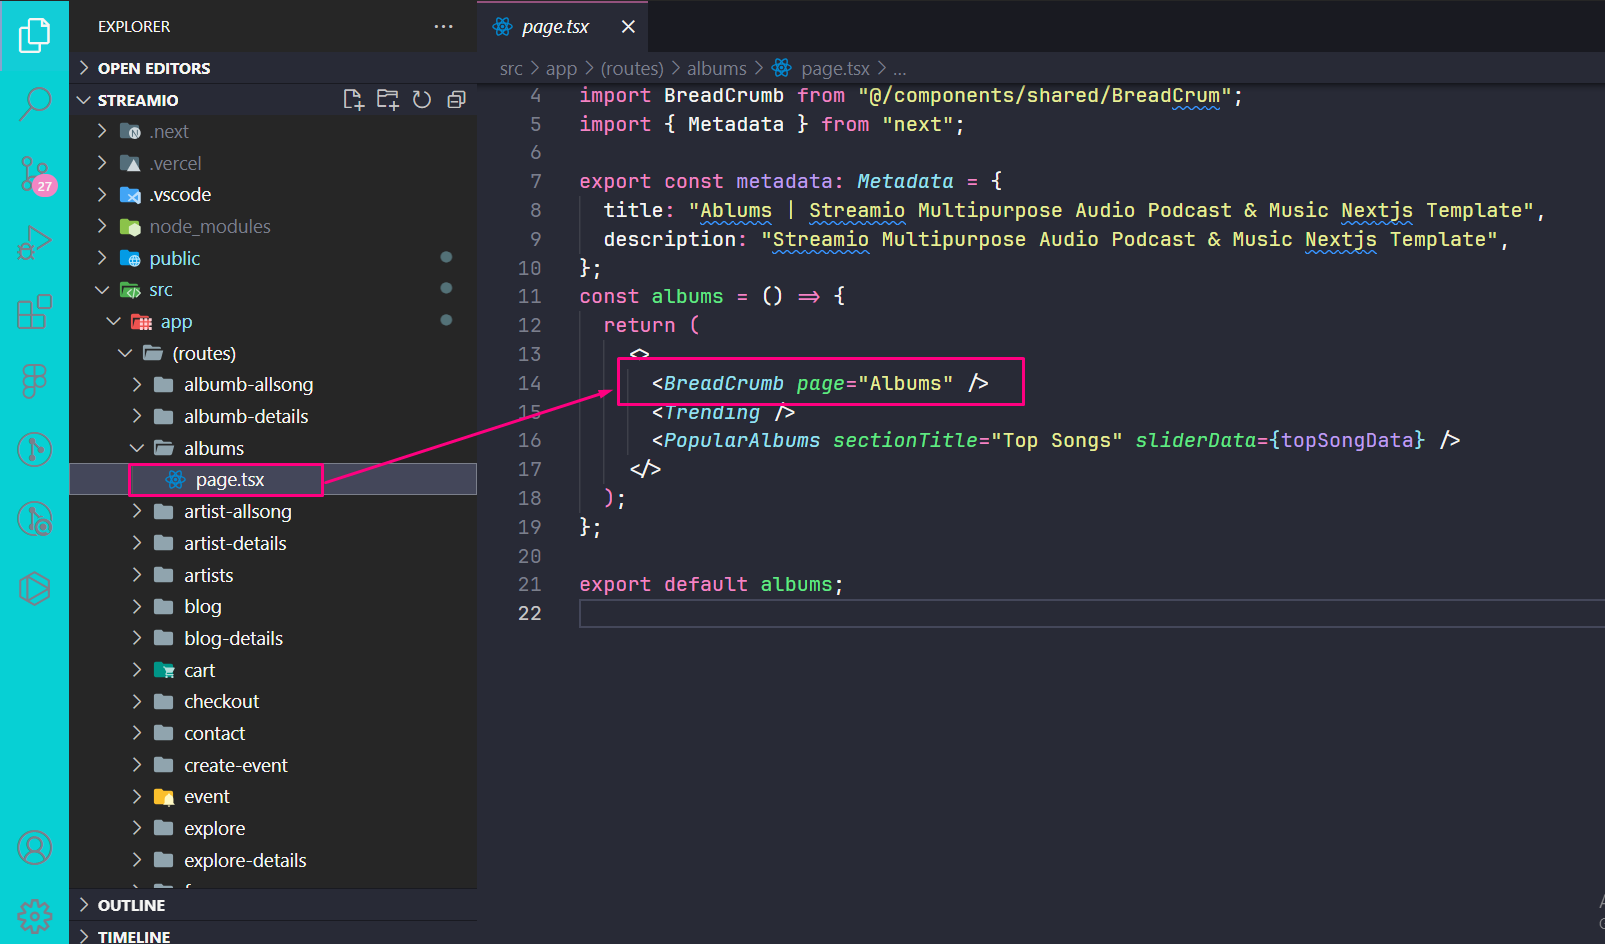 EXPLORER
OPEN EDITORS
STREAMIO
.next
.vercel
.vscode
node_modules
public
src
app
(routes)
albumb-allsong
albumb-details
albums
page.tsx
artist-allsong
artist-details
artists
blog
blog-details
cart
checkout
contact
create-event
event
explore
explore-details
OUTLINE
TIMELINE
27
page.tsx
src > app > (routes) > albums > page.tsx > ...
4 import BreadCrumb from "@/components/shared/BreadCrum";
5 import { Metadata } from "next";
6
7 export const metadata: Metadata = {
8 title: "Ablums | Streamio Multipurpose Audio Podcast & Music Nextjs Template",
9 description: "Streamio Multipurpose Audio Podcast & Music Nextjs Template",
10 };
11 const albums = () => {
12 return (
13 <>
14 <BreadCrumb page="Albums" />
15 <Trending />
16 <PopularAlbums sectionTitle="Top Songs" sliderData={topSongData} />
17 </>
18 );
19 };
20
21 export default albums;
22